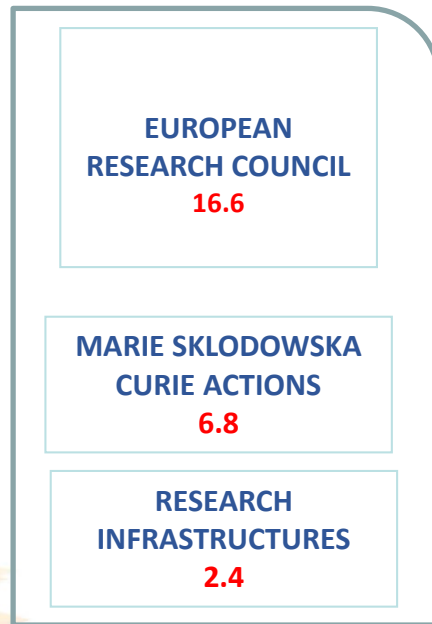 EUROPEAN
RESEARCH COUNCIL
16.6
MARIE SKLODOWSKA
CURIE ACTIONS
6.8
RESEARCH
INFRASTRUCTURES
2.4